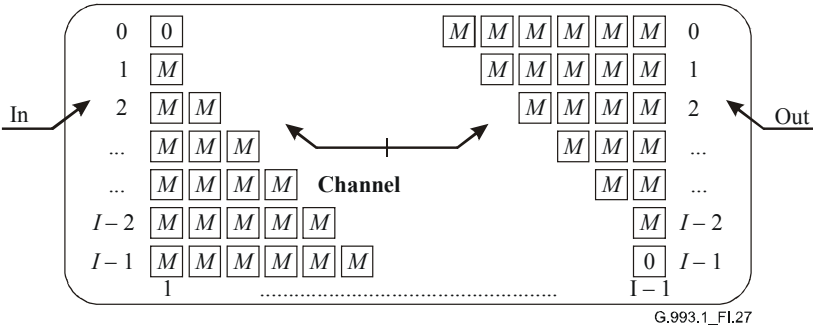 0 0 M M M M M M 0
1 M M M M M M 1
In 2 M M M M M M 2 Out
... M M M M M M ...
... M M M M Channel M M ...
I – 2 M M M M M M I – 2
I – 1 M M M M M M 0 I – 1
1 ........................................................ I – 1
G.993.1_FI.27